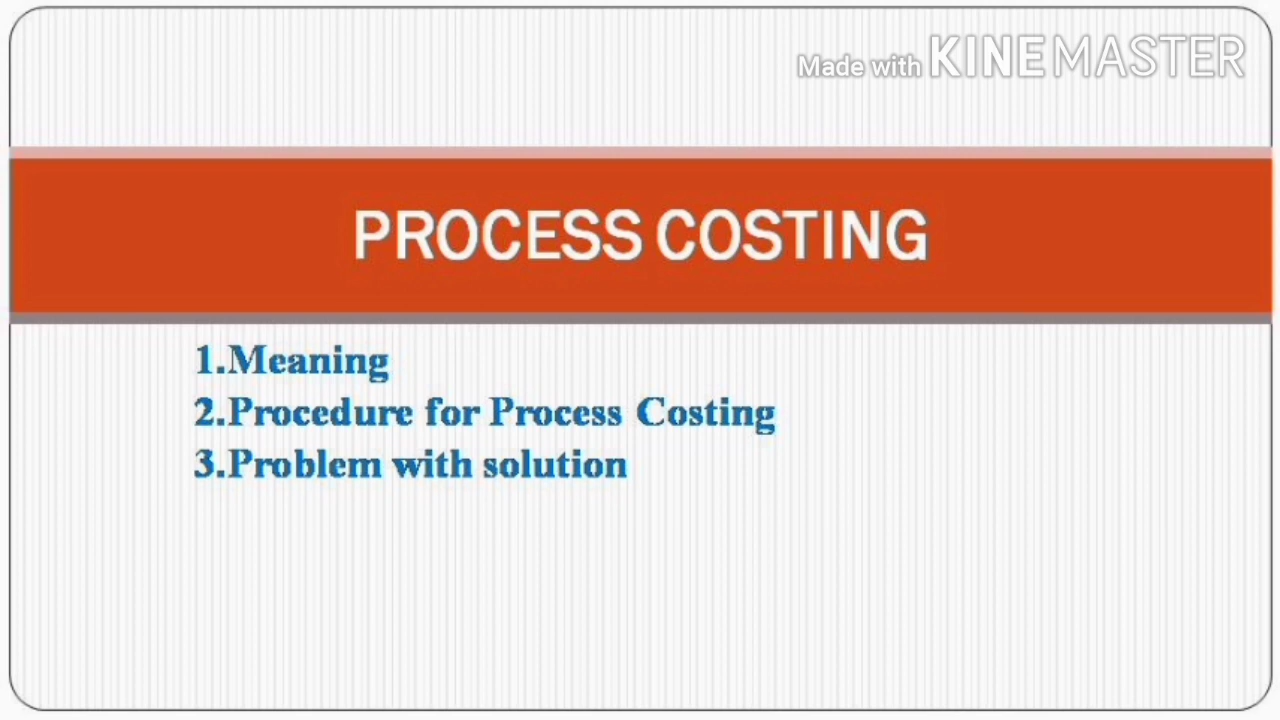 Made with KINEMASTER
PROCESS COSTING
1.Meaning
2.Procedure for Process Costing
3.Problem with solution